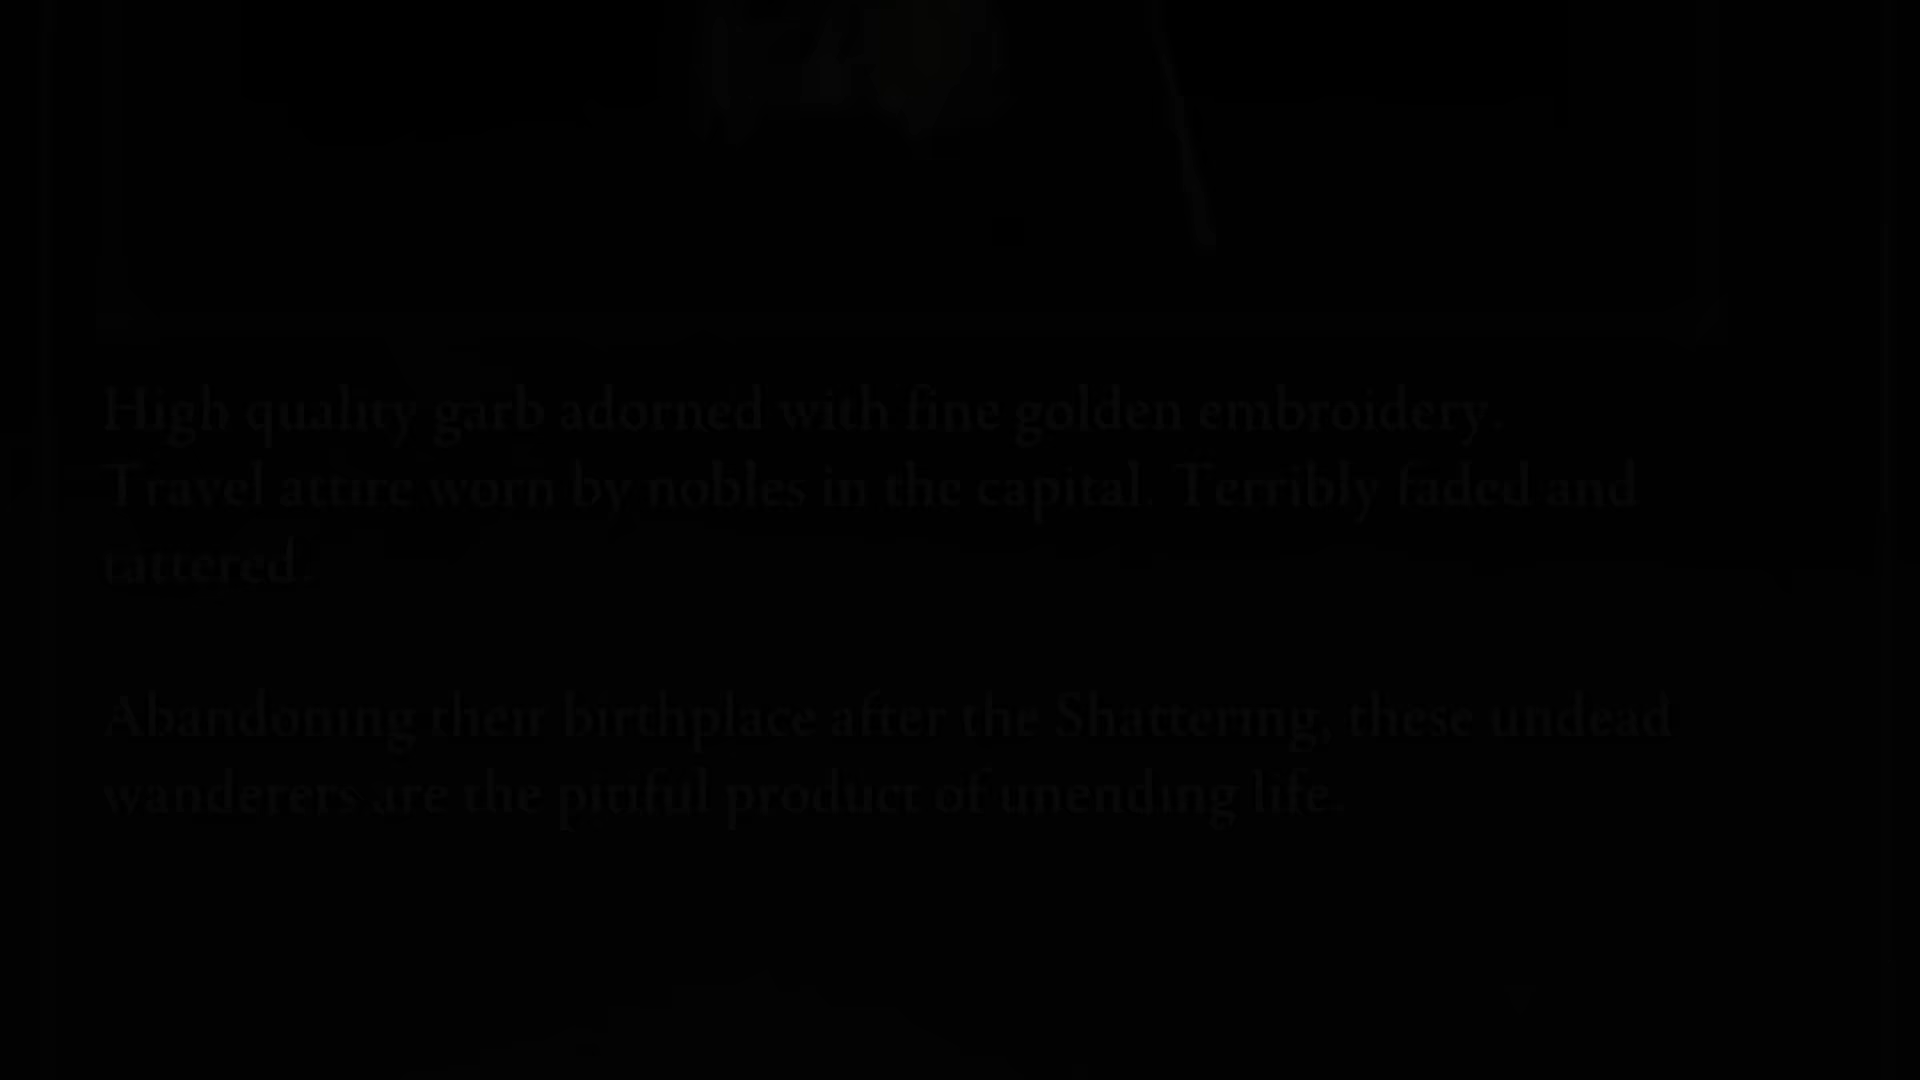 High quality garb adorned with fine golden embroidery.
Travel attire worn by nobles in the capital. Terribly faded and
tattered.
Abandoning their birthplace after the Shattering, these undead
wanderers are the pitiful product of unending life.